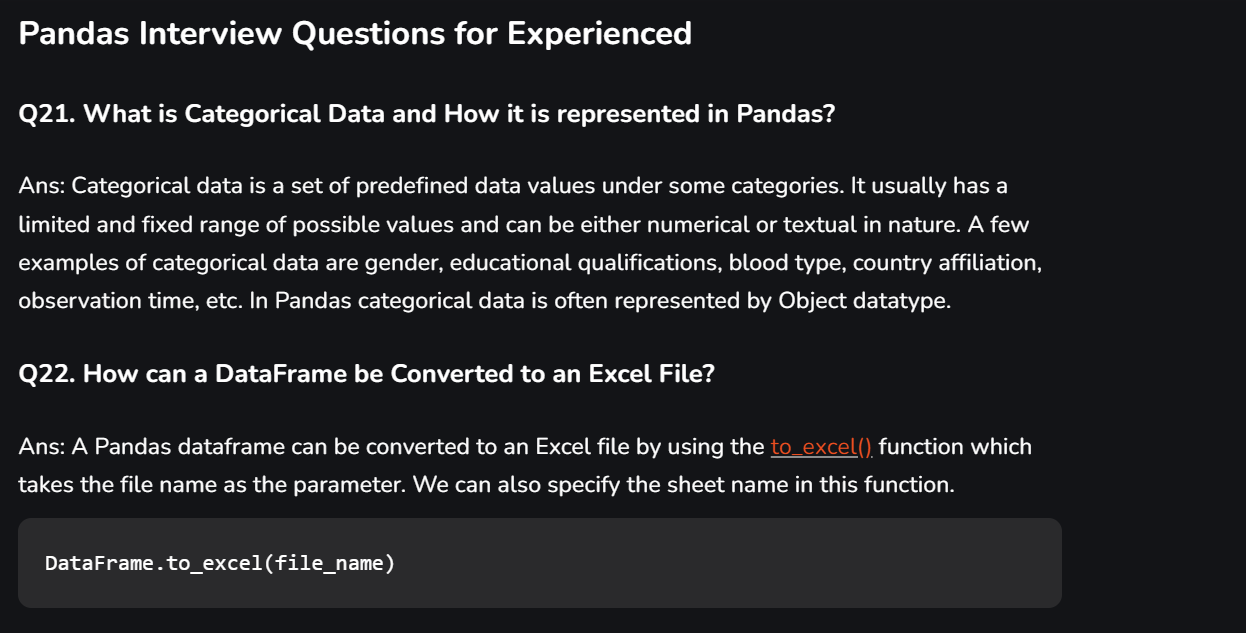 Pandas Interview Questions for Experienced
Q21. What is Categorical Data and How it is represented in Pandas?
Ans: Categorical data is a set of predefined data values under some categories. It usually has a
limited and fixed range of possible values and can be either numerical or textual in nature. A few
examples of categorical data are gender, educational qualifications, blood type, country affiliation,
observation time, etc. In Pandas categorical data is often represented by Object datatype.
Q22. How can a DataFrame be Converted to an Excel File?
Ans: A Pandas dataframe can be converted to an Excel file by using the to_excel() function which
takes the file name as the parameter. We can also specify the sheet name in this function.
DataFrame.to_excel(file_name)